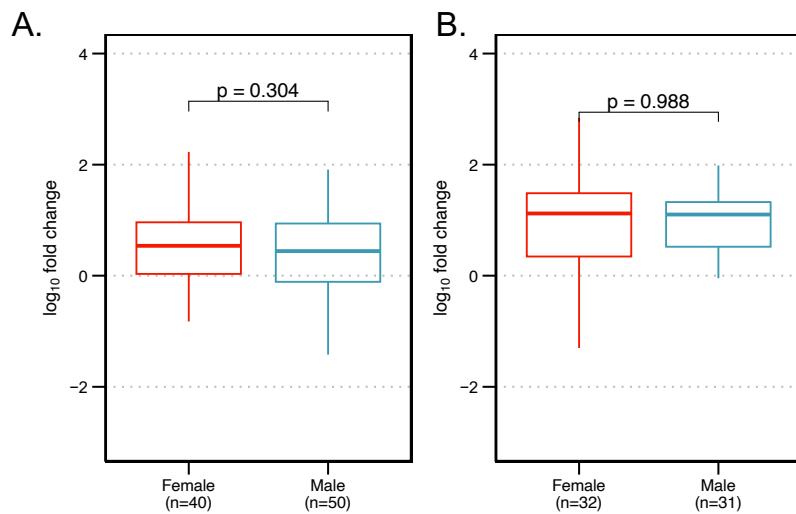 A.
log₁₀ fold change
4
2
0
−2
p = 0.304
Female
(n=40)
Male
(n=50)
B.
log₁₀ fold change
4
2
0
−2
p = 0.988
Female
(n=32)
Male
(n=31)